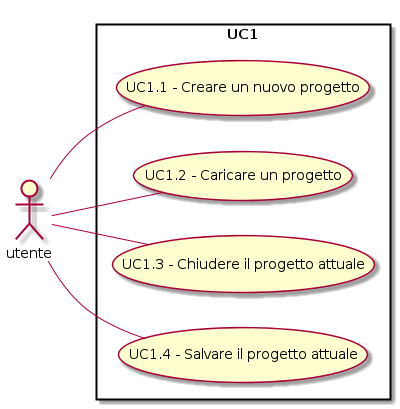 UC1
UC1.1 - Creare un nuovo progetto
UC1.2 - Caricare un progetto
utente
UC1.3 - Chiudere il progetto attuale
UC1.4 - Salvare il progetto attuale